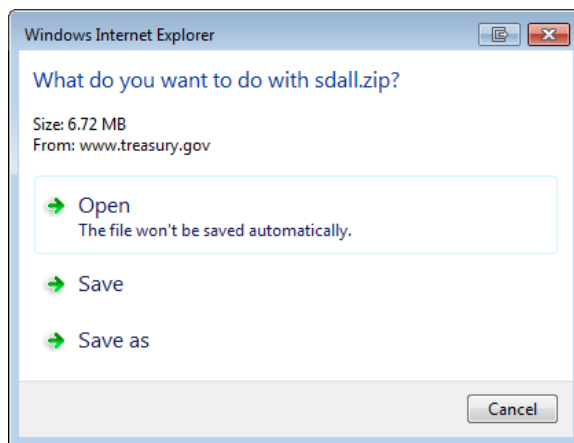 Windows Internet Explorer
What do you want to do with sdall.zip?
Size: 6.72 MB
From: www.treasury.gov
Open
The file won't be saved automatically.
Save
Save as
Cancel